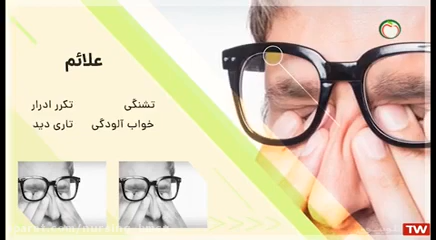 علائم
تشنگی تکرر ادرار
خواب آلودگی تاری دید
TW